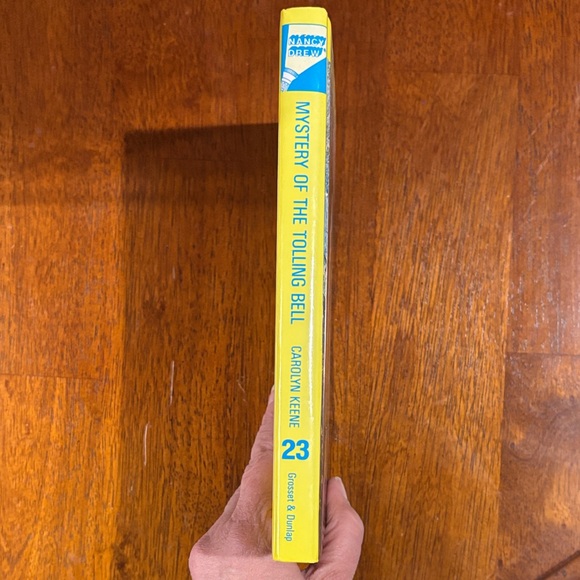 NANCY
DREW
MYSTERY OF THE TOLLING BELL
CAROLYN KEENE
23
Grosset & Dunlap